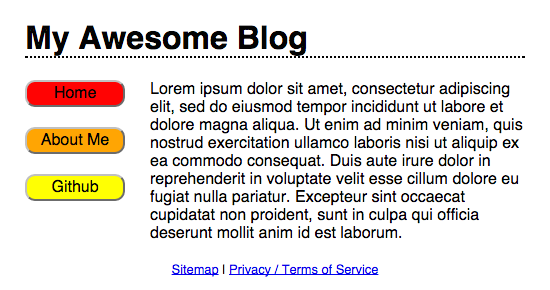 My Awesome Blog
Home
About Me
Github
Lorem ipsum dolor sit amet, consectetur adipiscing
elit, sed do eiusmod tempor incididunt ut labore et
dolore magna aliqua. Ut enim ad minim veniam, quis
nostrud exercitation ullamco laboris nisi ut aliquip ex
ea commodo consequat. Duis aute irure dolor in
reprehenderit in voluptate velit esse cillum dolore eu
fugiat nulla pariatur. Excepteur sint occaecat
cupidatat non proident, sunt in culpa qui officia
deserunt mollit anim id est laborum.
Sitemap | Privacy / Terms of Service